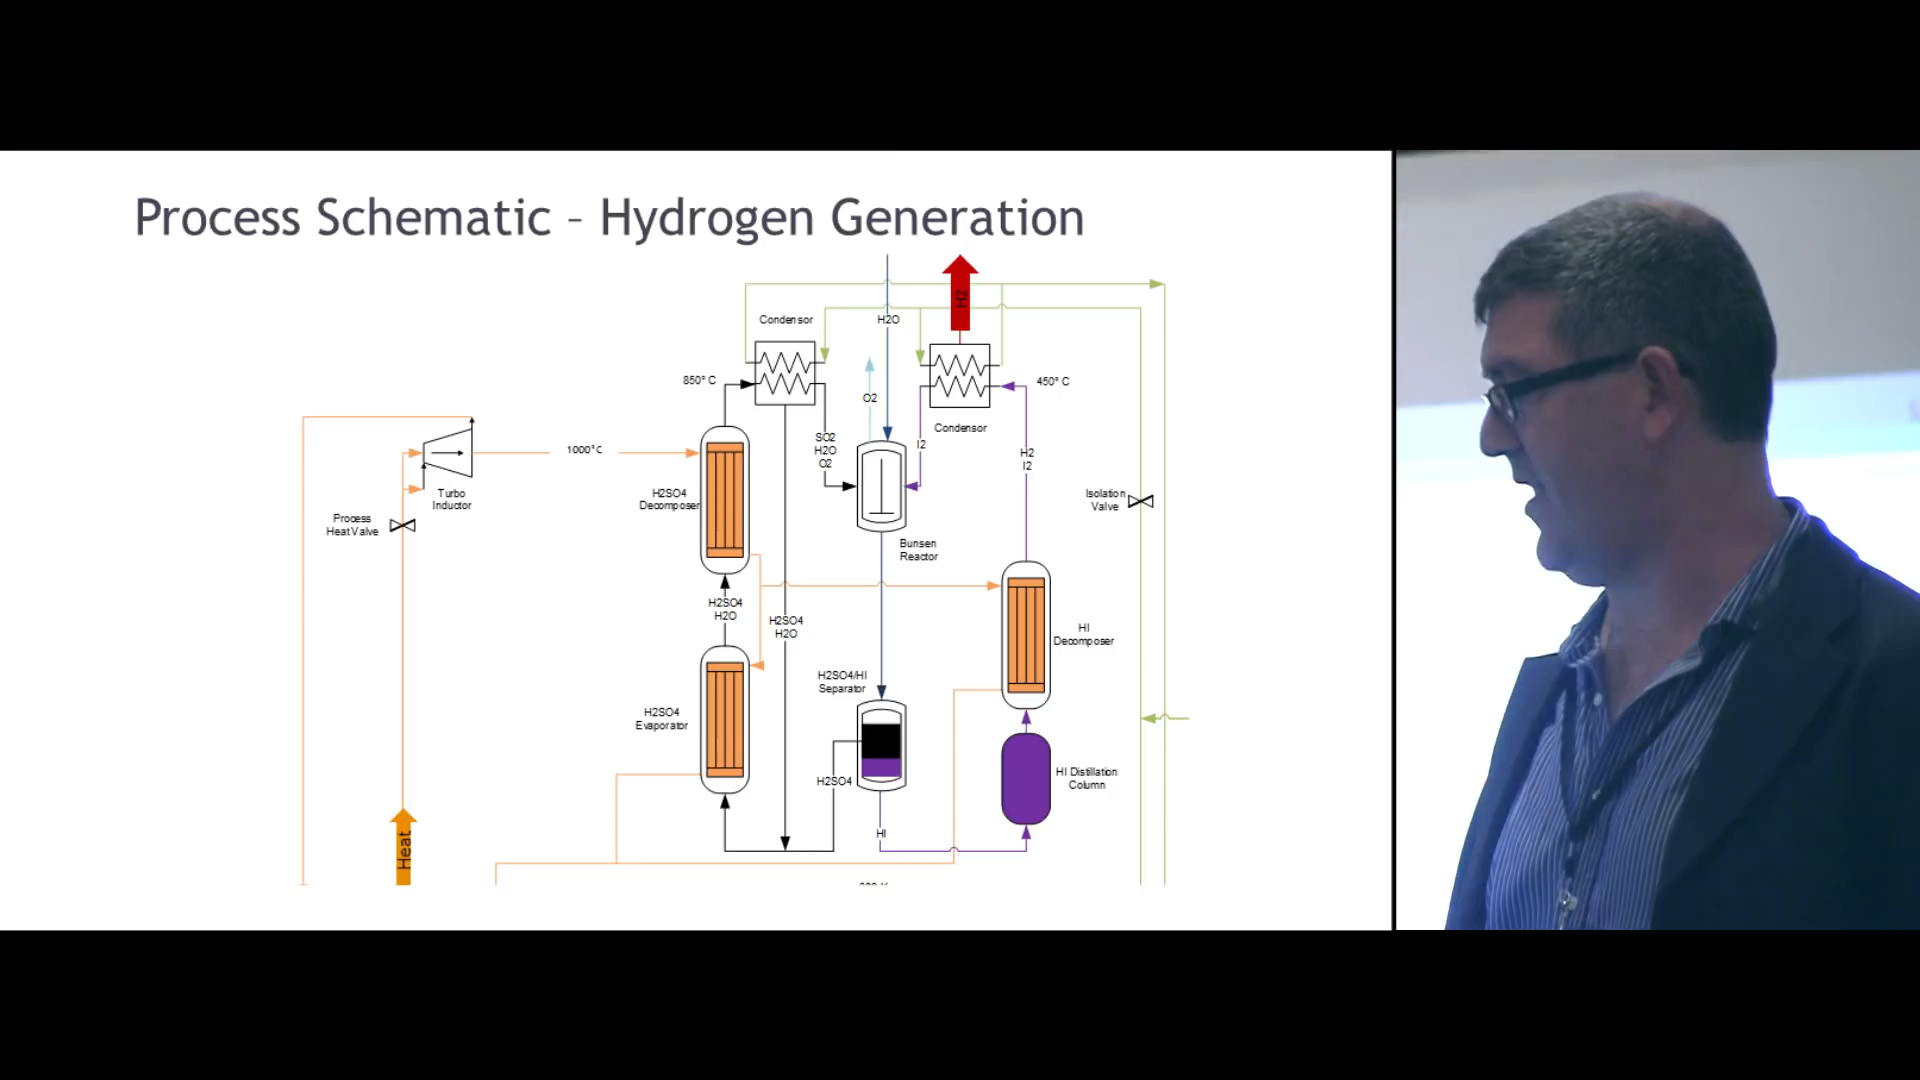 Process Schematic – Hydrogen Generation
H2
Condensor
H2O
850° C
450° C
O2
Condensor
SO2
H2O
O2
I2
1000°C
H2
I2
H2SO4
Decomposer
Turbo
Inductor
Process
Heat Valve
Isolation
Valve
Bunsen
Reactor
H2SO4
H2O
H2SO4
H2O
HI
Decomposer
H2SO4/HI
Separator
H2SO4
Evaporator
H2SO4
HI Distillation
Column
HI
Heat